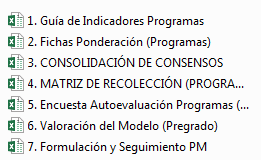 1. Guía de Indicadores Programas
2. Fichas Ponderación (Programas)
3. CONSOLIDACIÓN DE CONSENSOS
4. MATRIZ DE RECOLECCIÓN (PROGRA...
5. Encuesta Autoevaluación Programas (...
6. Valoración del Modelo (Pregrado)
7. Formulación y Seguimiento PM